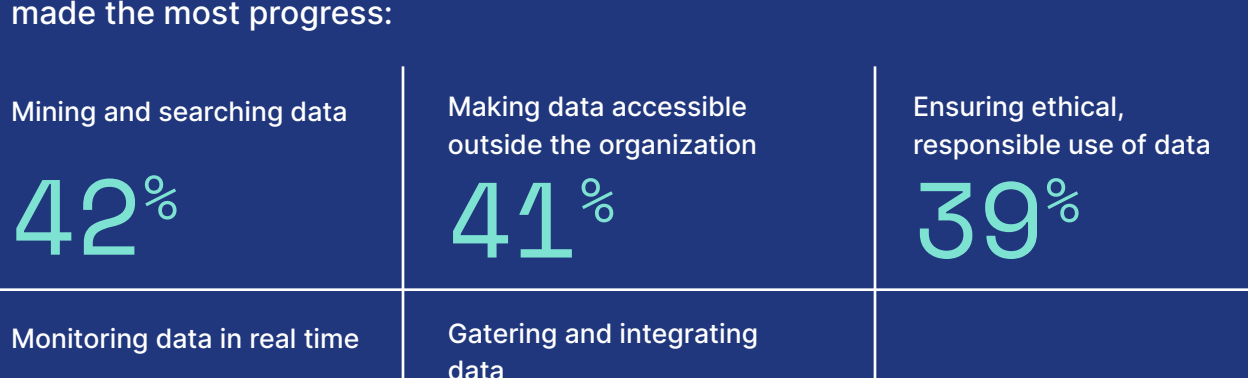 made the most progress:
Mining and searching data
42%
Making data accessible
outside the organization
41%
Ensuring ethical,
responsible use of data
39%
Monitoring data in real time
Gatering and integrating
data